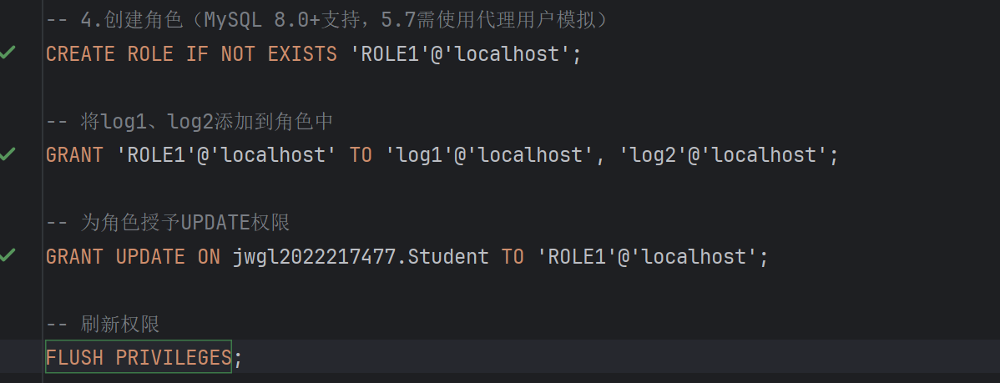 -- 4.创建角色（MySQL 8.0+支持，5.7需使用代理用户模拟）
CREATE ROLE IF NOT EXISTS 'ROLE1'@'localhost';
-- 将log1、log2添加到角色中
GRANT 'ROLE1'@'localhost' TO 'log1'@'localhost', 'log2'@'localhost';
-- 为角色授予UPDATE权限
GRANT UPDATE ON jwgl2022217477.Student TO 'ROLE1'@'localhost';
-- 刷新权限
FLUSH PRIVILEGES;